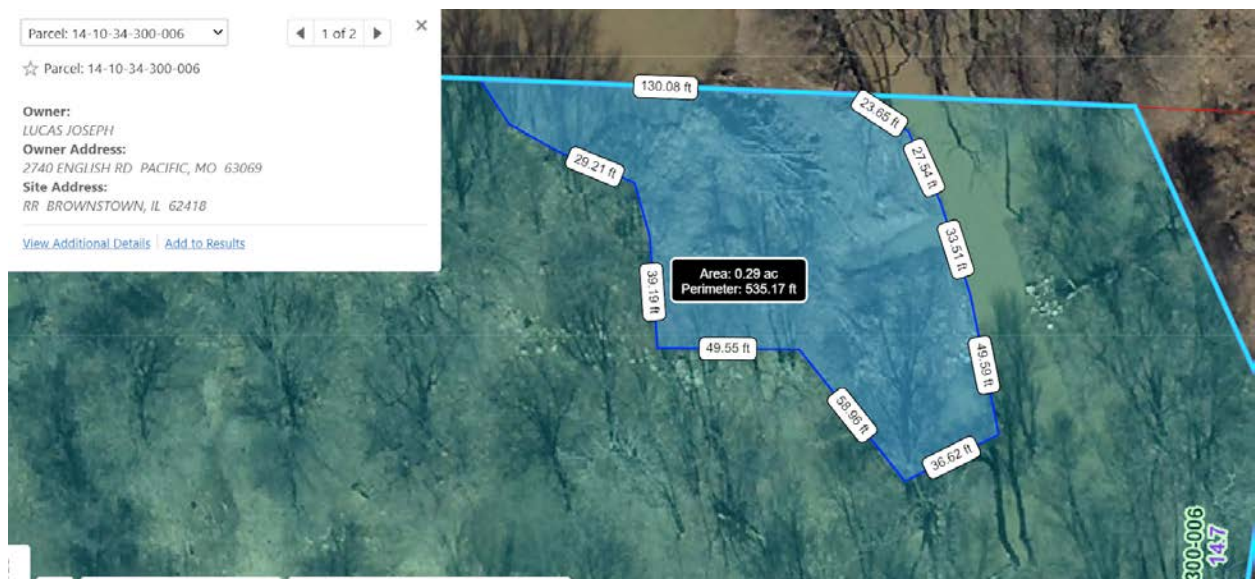 Parcel: 14-10-34-300-006
1 of 2
Parcel: 14-10-34-300-006
Owner:
LUCAS JOSEPH
Owner Address:
2740 ENGLISH RD PACIFIC, MO 63069
Site Address:
RR BROWNSTOWN, IL 62418
View Additional Details
Add to Results
130.08 ft
23.65 ft
27.54 ft
29.21 ft
33.51 ft
Area: 0.29 ac
Perimeter: 535.17 ft
39.19 ft
49.55 ft
49.59 ft
58.96 ft
36.62 ft
300-006
14.7